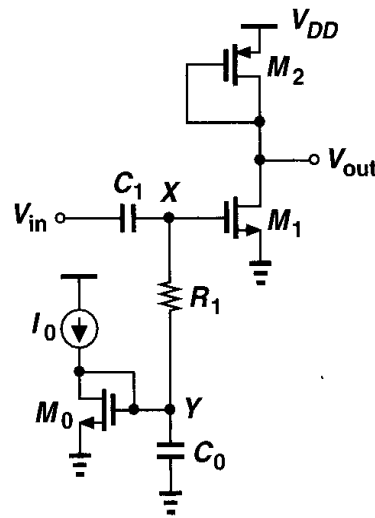 V_DD
M_2
V_out
C_1
X
V_in
M_1
I_0
R_1
M_0
Y
C_0